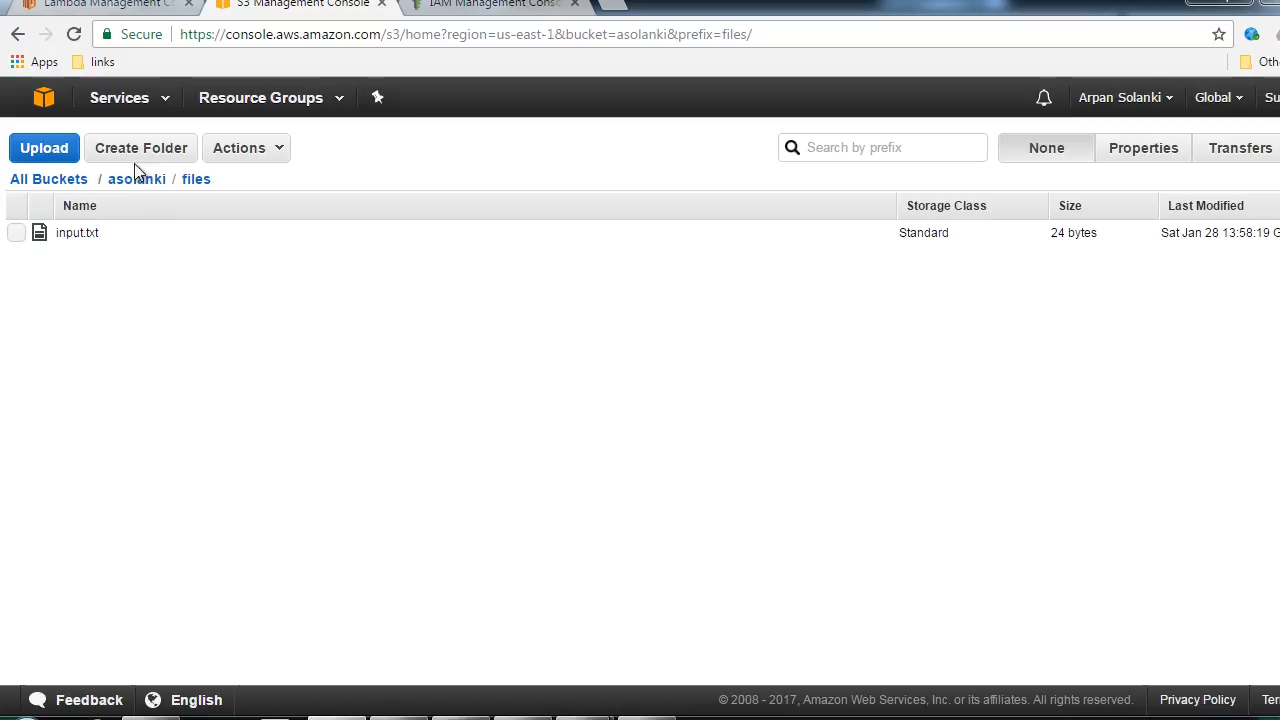 Lambda Management Co
S3 Management Console
IAM Management Conso
Secure
https://console.aws.amazon.com/s3/home?region=us-east-1&bucket=asolanki&prefix=files/
Apps
links
Othe
Services
Resource Groups
Arpan Solanki
Global
Su
Upload
Create Folder
Actions
Search by prefix
None
Properties
Transfers
All Buckets / asolanki / files
Name
Storage Class
Size
Last Modified
input.txt
Standard
24 bytes
Sat Jan 28 13:58:19 G
Feedback
English
© 2008 - 2017, Amazon Web Services, Inc. or its affiliates. All rights reserved.
Privacy Policy
Ter